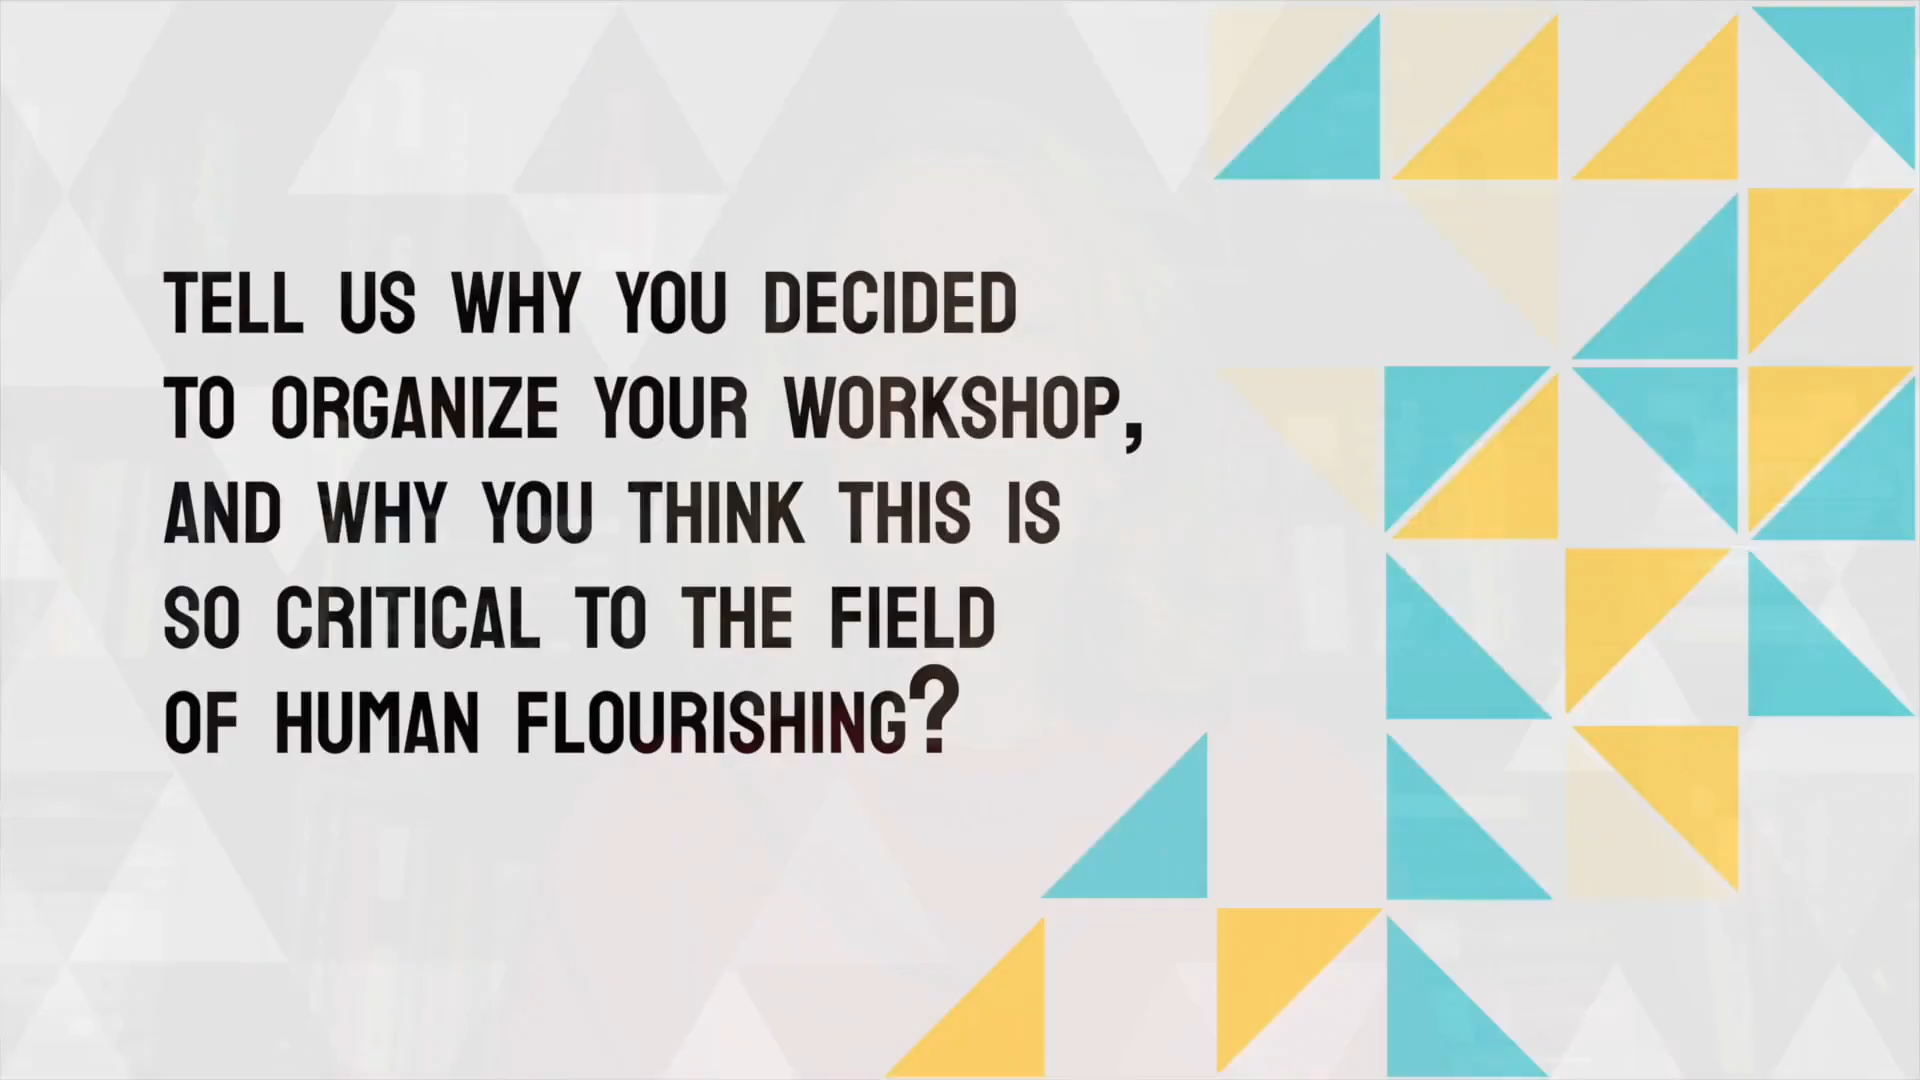 TELL US WHY YOU DECIDED
TO ORGANIZE YOUR WORKSHOP,
AND WHY YOU THINK THIS IS
SO CRITICAL TO THE FIELD
OF HUMAN FLOURISHING?